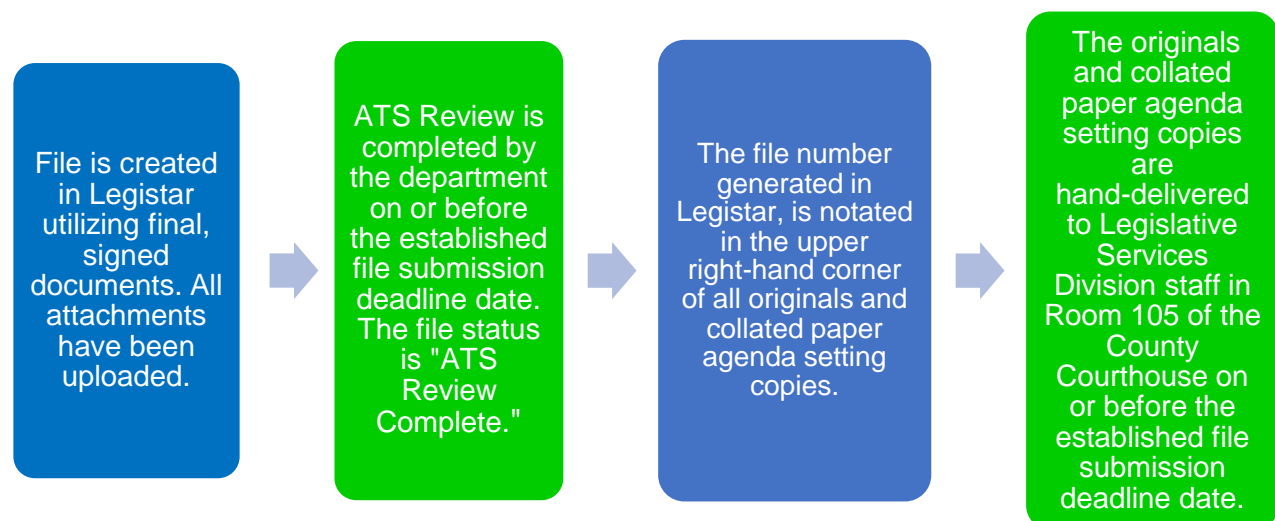 File is created
in Legistar
utilizing final,
signed
documents. All
attachments
have been
uploaded.
ATS Review is
completed by
the department
on or before
the established
file submission
deadline date.
The file status
is "ATS
Review
Complete."
The file number
generated in
Legistar, is notated
in the upper
right-hand corner
of all originals and
collated paper
agenda setting
copies.
The originals
and collated
paper agenda
setting copies
are
hand-delivered
to Legislative
Services
Division staff in
Room 105 of the
County
Courthouse on
or before the
established file
submission
deadline date.